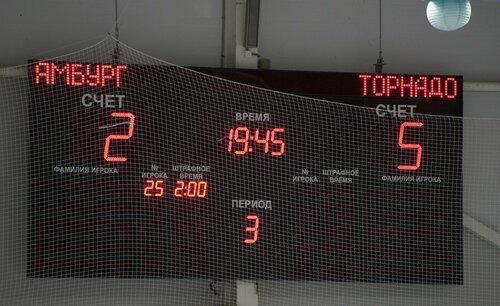 ЯМБУРГ ТОРНАДО
СЧЕТ ВРЕМЯ СЧЕТ
2 19:45 5
ФАМИЛИЯ ИГРОКА № ИГРОКА ШТРАФНОЕ ВРЕМЯ № ИГРОКА ШТРАФНОЕ ВРЕМЯ ФАМИЛИЯ ИГРОКА
25 2:00
ПЕРИОД
3